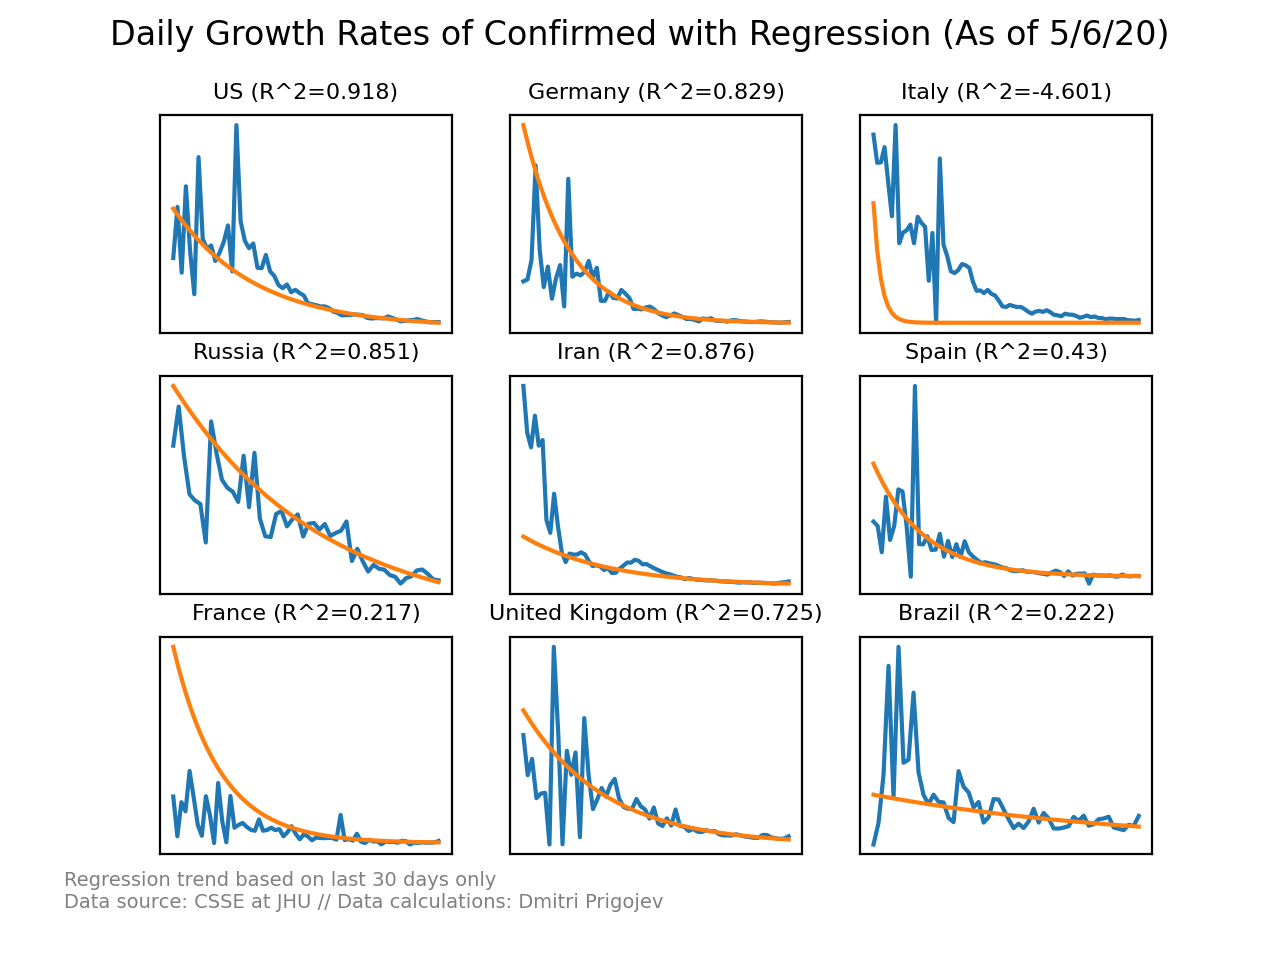 Daily Growth Rates of Confirmed with Regression (As of 5/6/20)
US (R^2=0.918)
Germany (R^2=0.829)
Italy (R^2=-4.601)
Russia (R^2=0.851)
Iran (R^2=0.876)
Spain (R^2=0.43)
France (R^2=0.217)
United Kingdom (R^2=0.725)
Brazil (R^2=0.222)
Regression trend based on last 30 days only
Data source: CSSE at JHU // Data calculations: Dmitri Prigojev